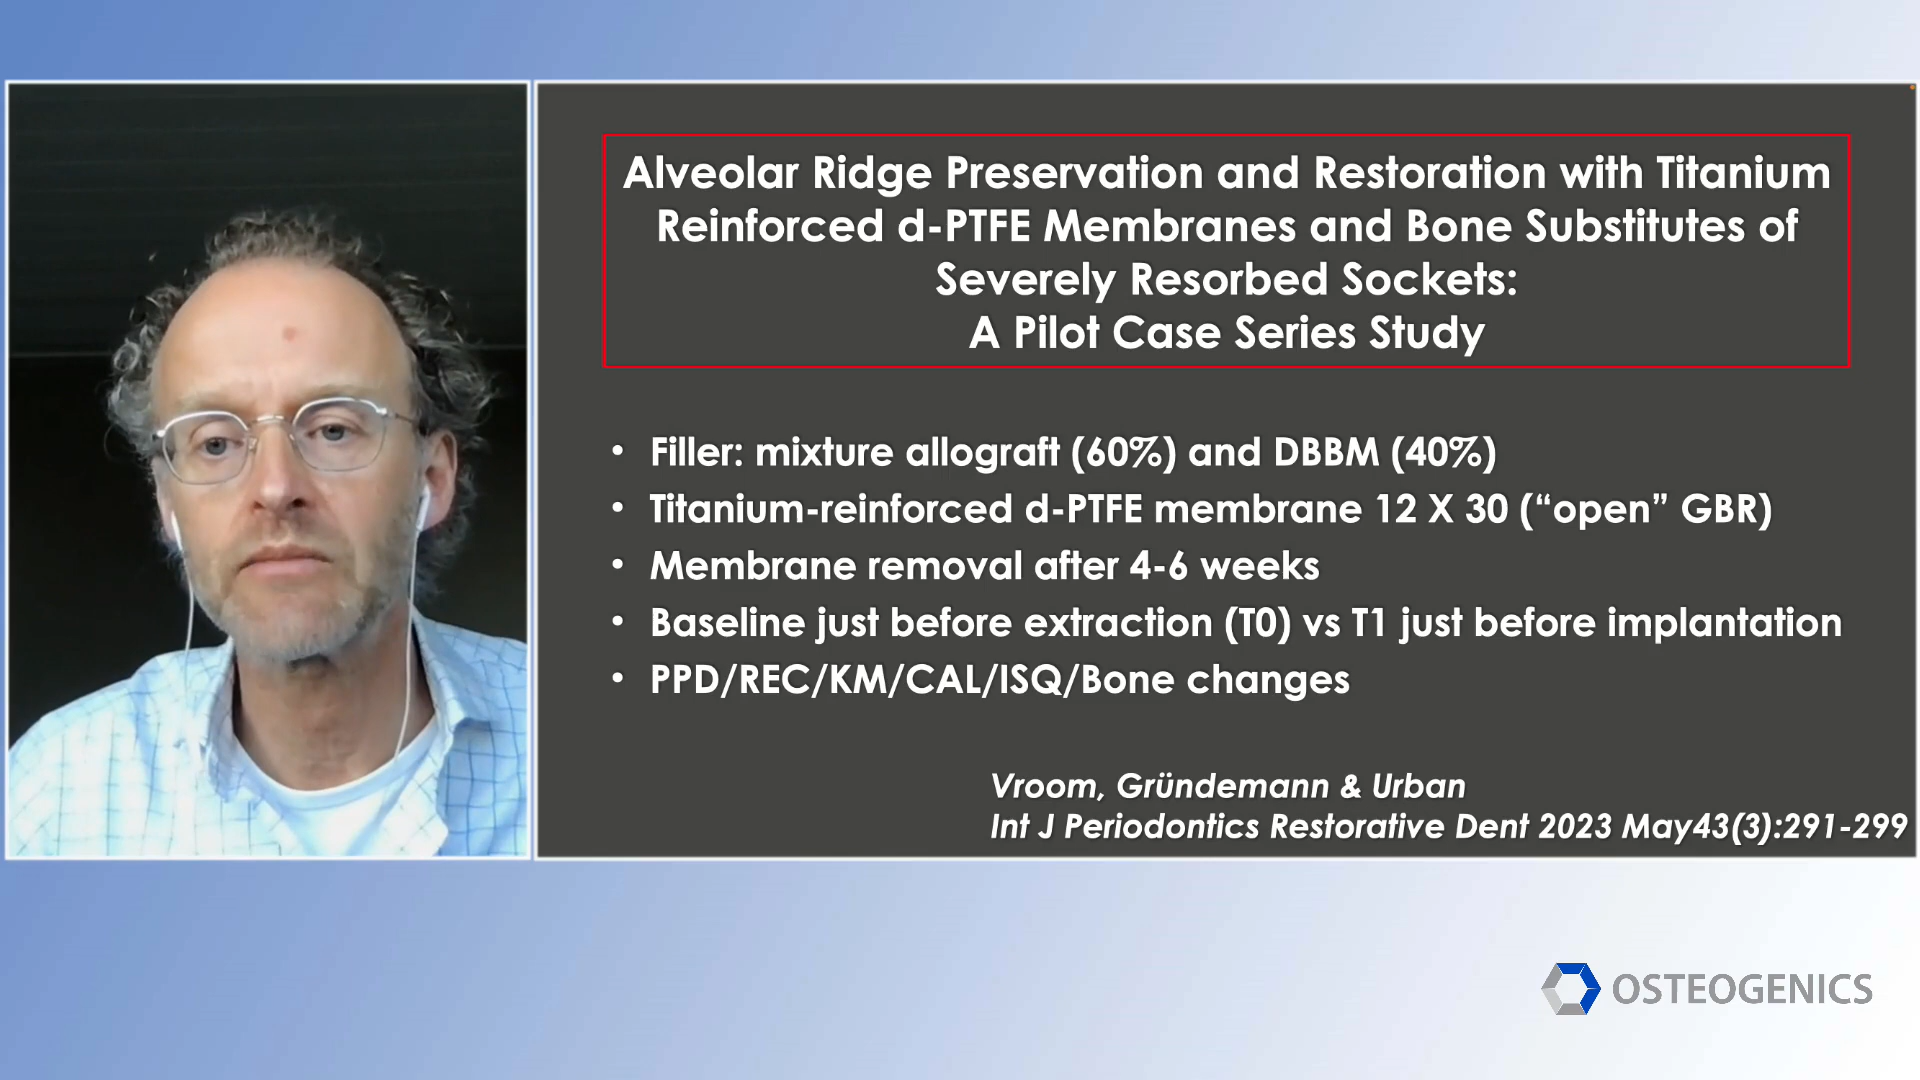 Alveolar Ridge Preservation and Restoration with Titanium
Reinforced d-PTFE Membranes and Bone Substitutes of
Severely Resorbed Sockets:
A Pilot Case Series Study
• Filler: mixture allograft (60%) and DBBM (40%)
• Titanium-reinforced d-PTFE membrane 12 X 30 (“open” GBR)
• Membrane removal after 4-6 weeks
• Baseline just before extraction (T0) vs T1 just before implantation
• PPD/REC/KM/CAL/ISQ/Bone changes
Vroom, Gründemann & Urban
Int J Periodontics Restorative Dent 2023 May43(3):291-299
OSTEOGENICS